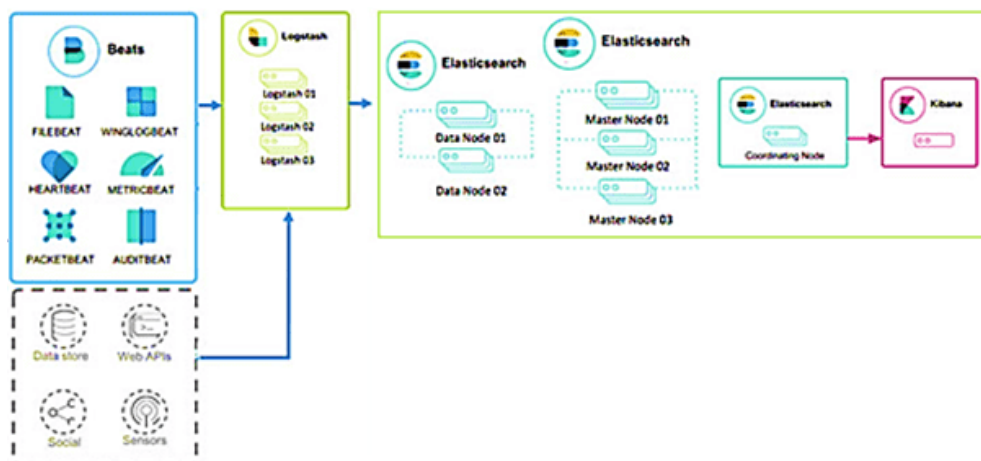 Beats
FILEBEAT
WINGLOGBEAT
HEARTBEAT
METRICBEAT
PACKETBEAT
AUDITBEAT
Data store
Web APIs
Social
Sensors
Logstash
Logstash 01
Logstash 02
Logstash 03
Elasticsearch
Data Node 01
Data Node 02
Elasticsearch
Master Node 01
Master Node 02
Master Node 03
Elasticsearch
Coordinating Node
Kibana